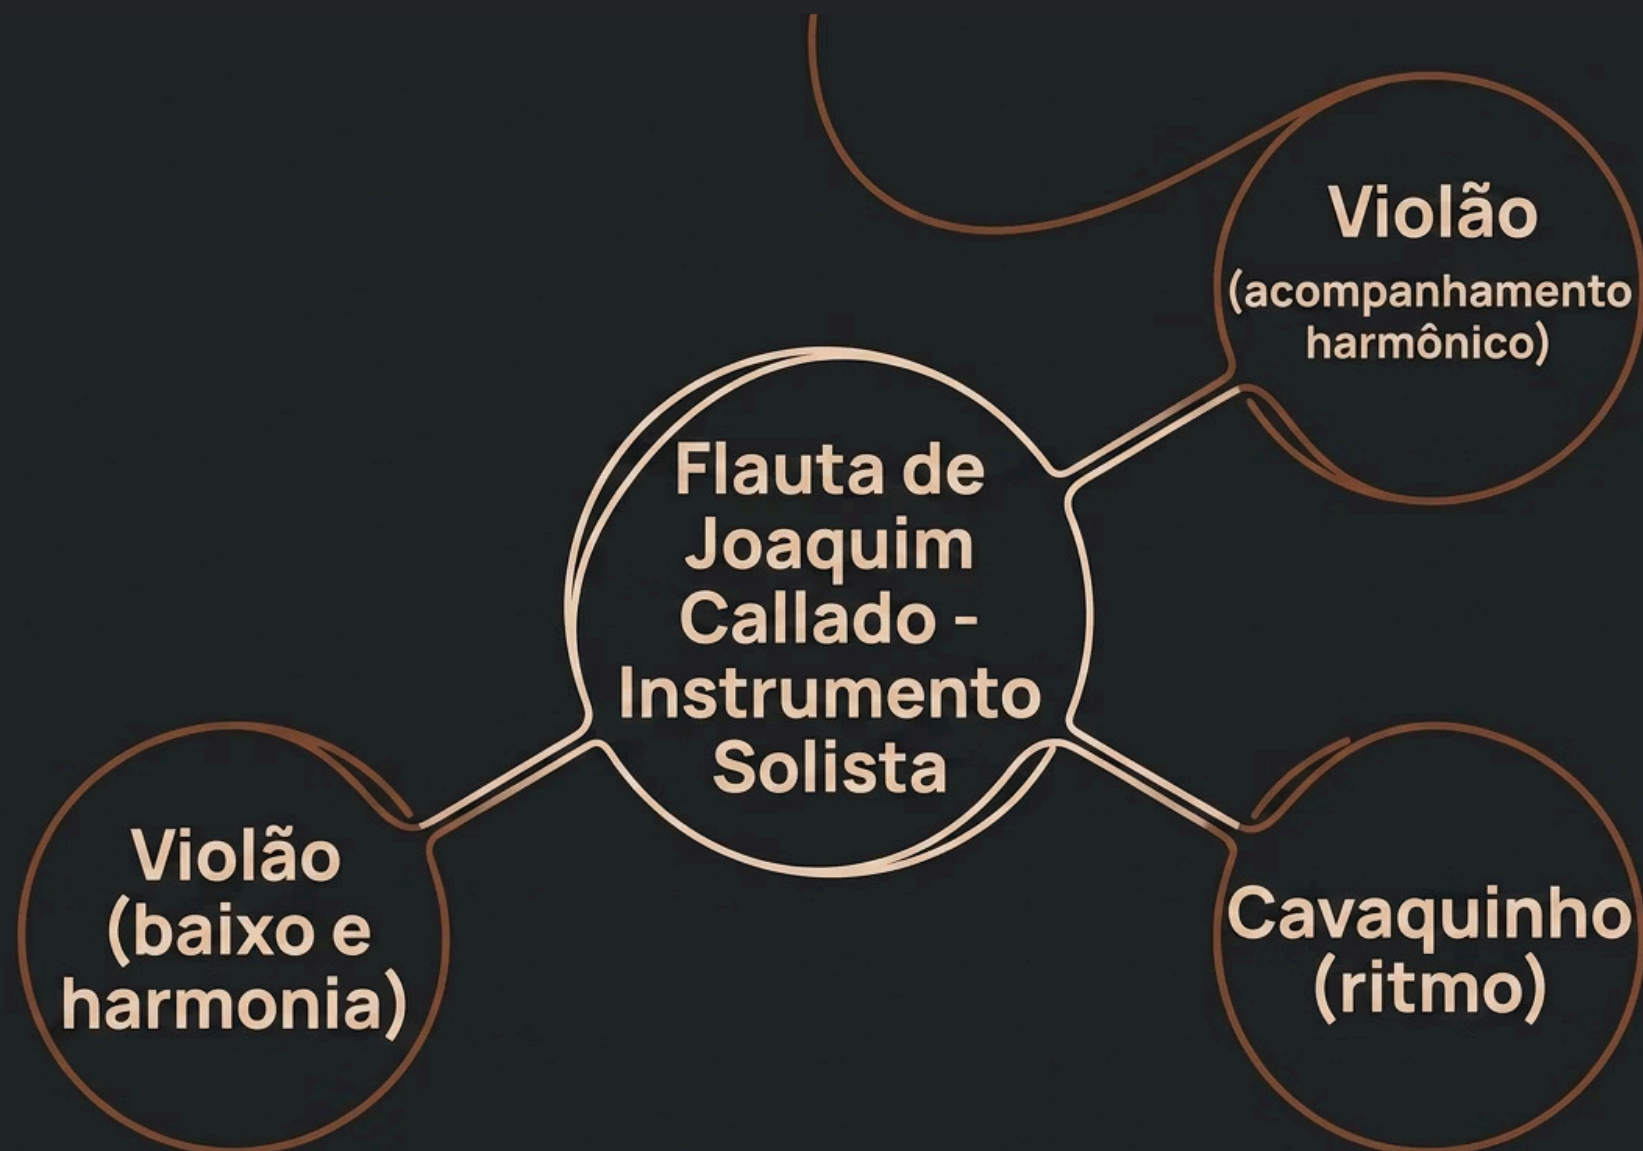 Violão
(acompanhamento
harmônico)
Flauta de
Joaquim
Callado -
Instrumento
Solista
Violão
(baixo e
harmonia)
Cavaquinho
(ritmo)